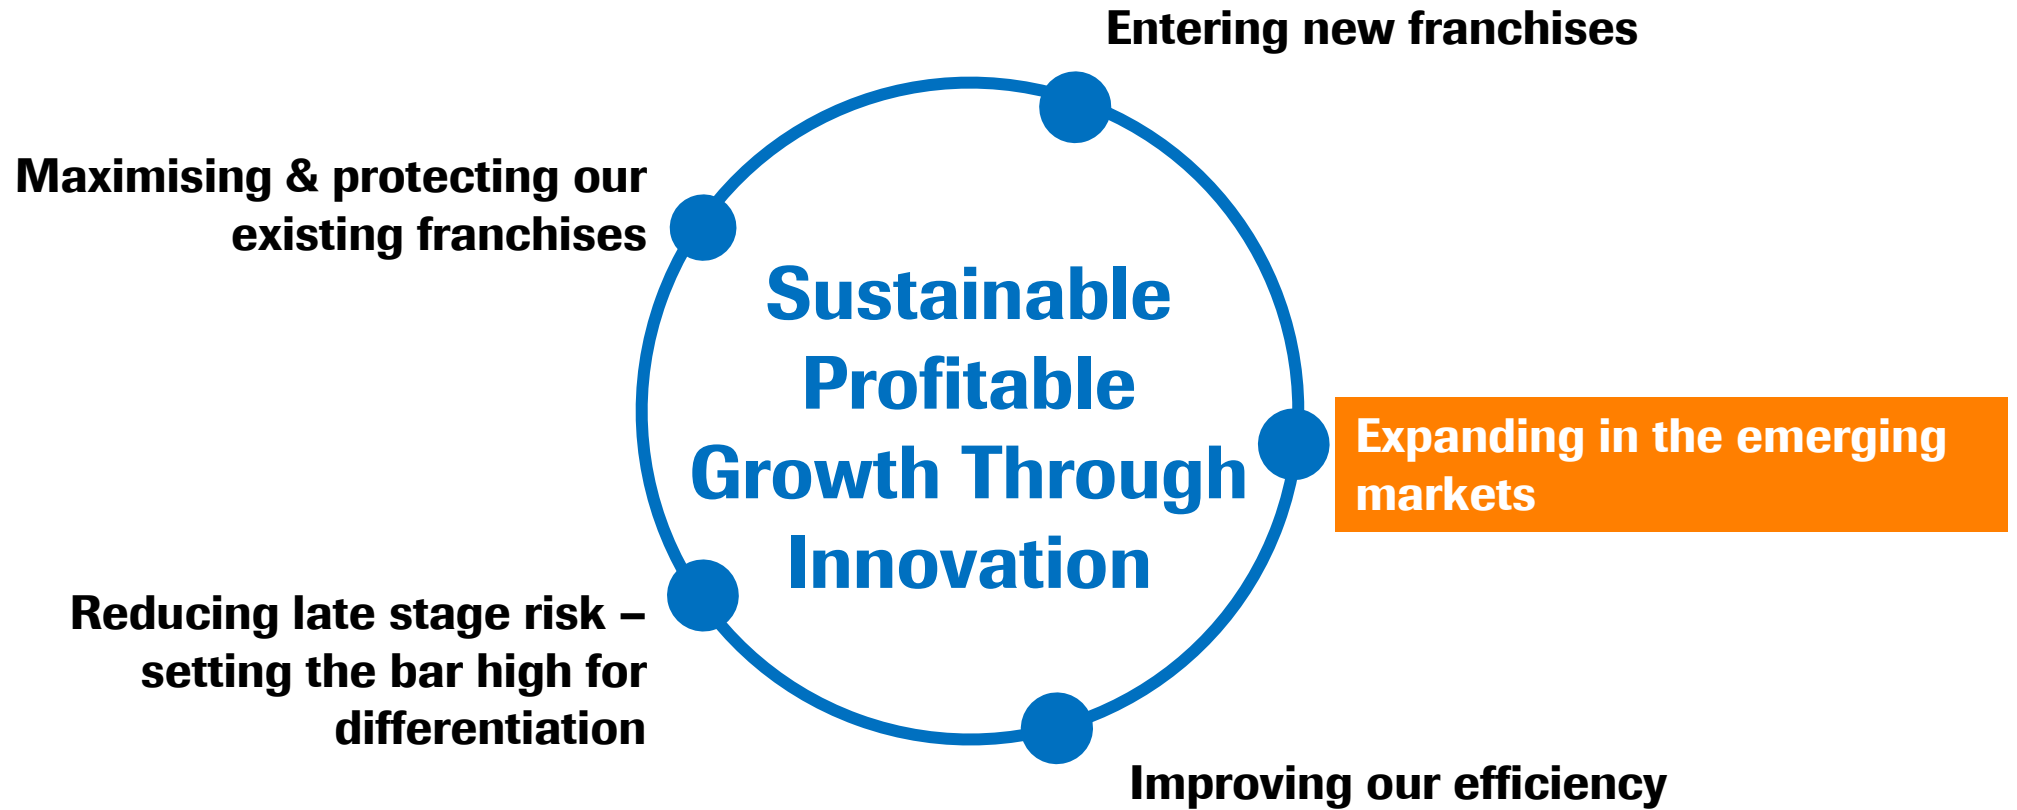 Entering new franchises
Maximising & protecting our
existing franchises
Sustainable
Profitable
Growth Through
Innovation
Expanding in the emerging
markets
Reducing late stage risk –
setting the bar high for
differentiation
Improving our efficiency